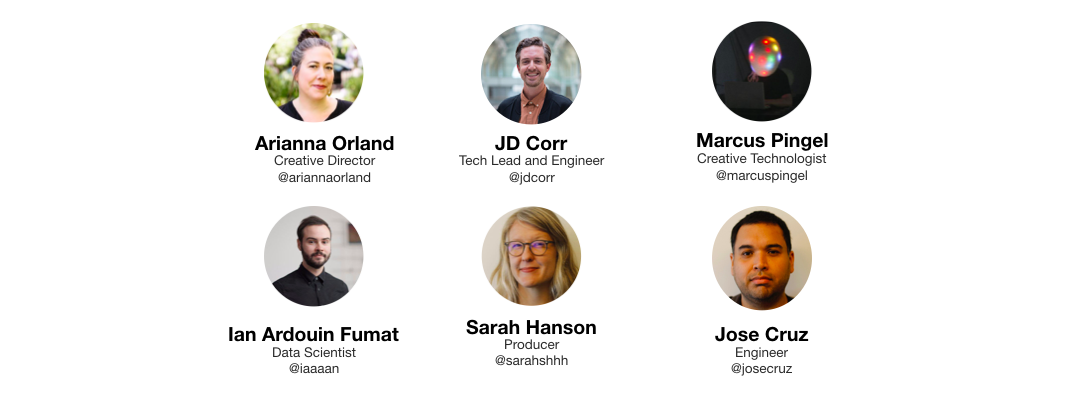 Arianna Orland
Creative Director
@ariannaorland
JD Corr
Tech Lead and Engineer
@jdcorr
Marcus Pingel
Creative Technologist
@marcuspingel
Ian Ardouin Fumat
Data Scientist
@iaaaan
Sarah Hanson
Producer
@sarahshhh
Jose Cruz
Engineer
@josecruz